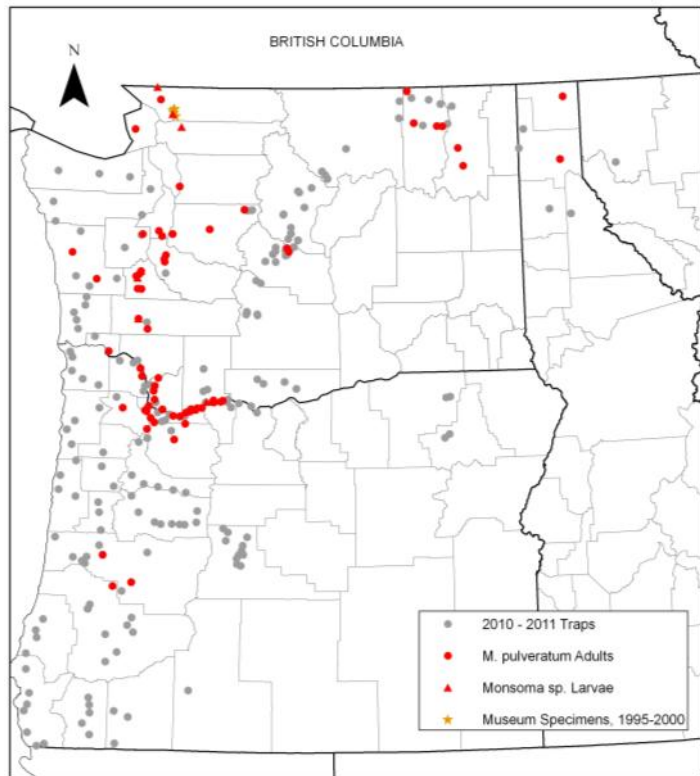 BRITISH COLUMBIA
N
2010 - 2011 Traps
M. pulveratum Adults
Monsoma sp. Larvae
Museum Specimens, 1995-2000